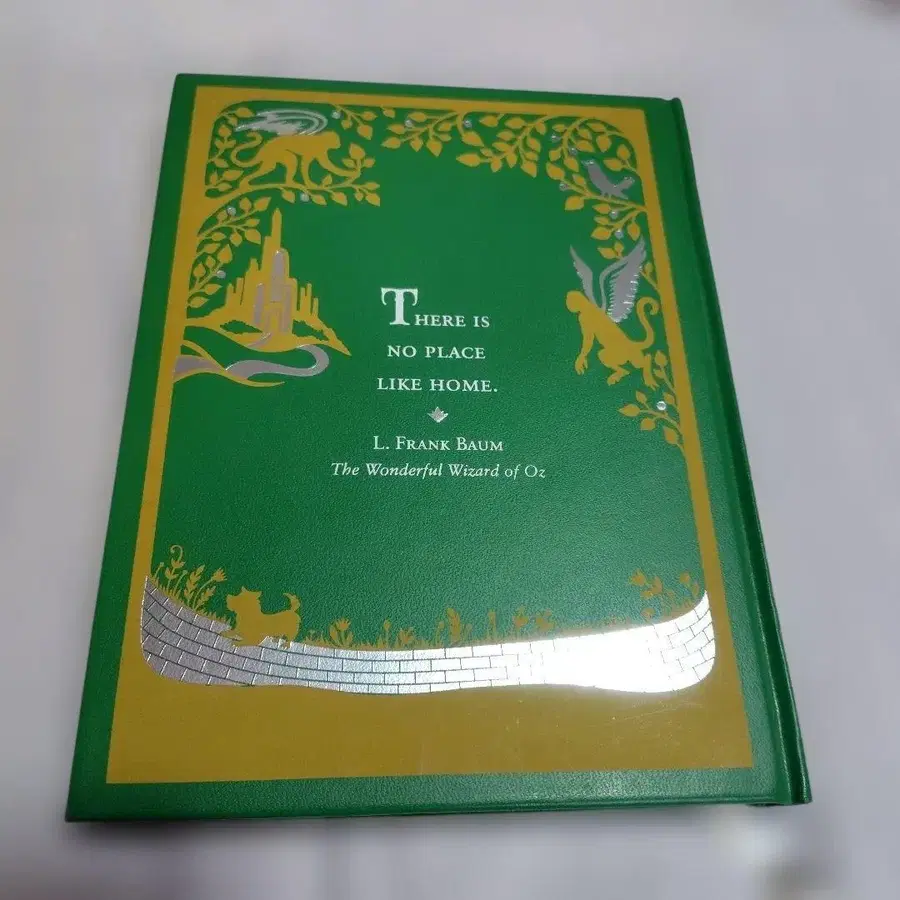 THERE IS
NO PLACE
LIKE HOME.
L. FRANK BAUM
The Wonderful Wizard of Oz